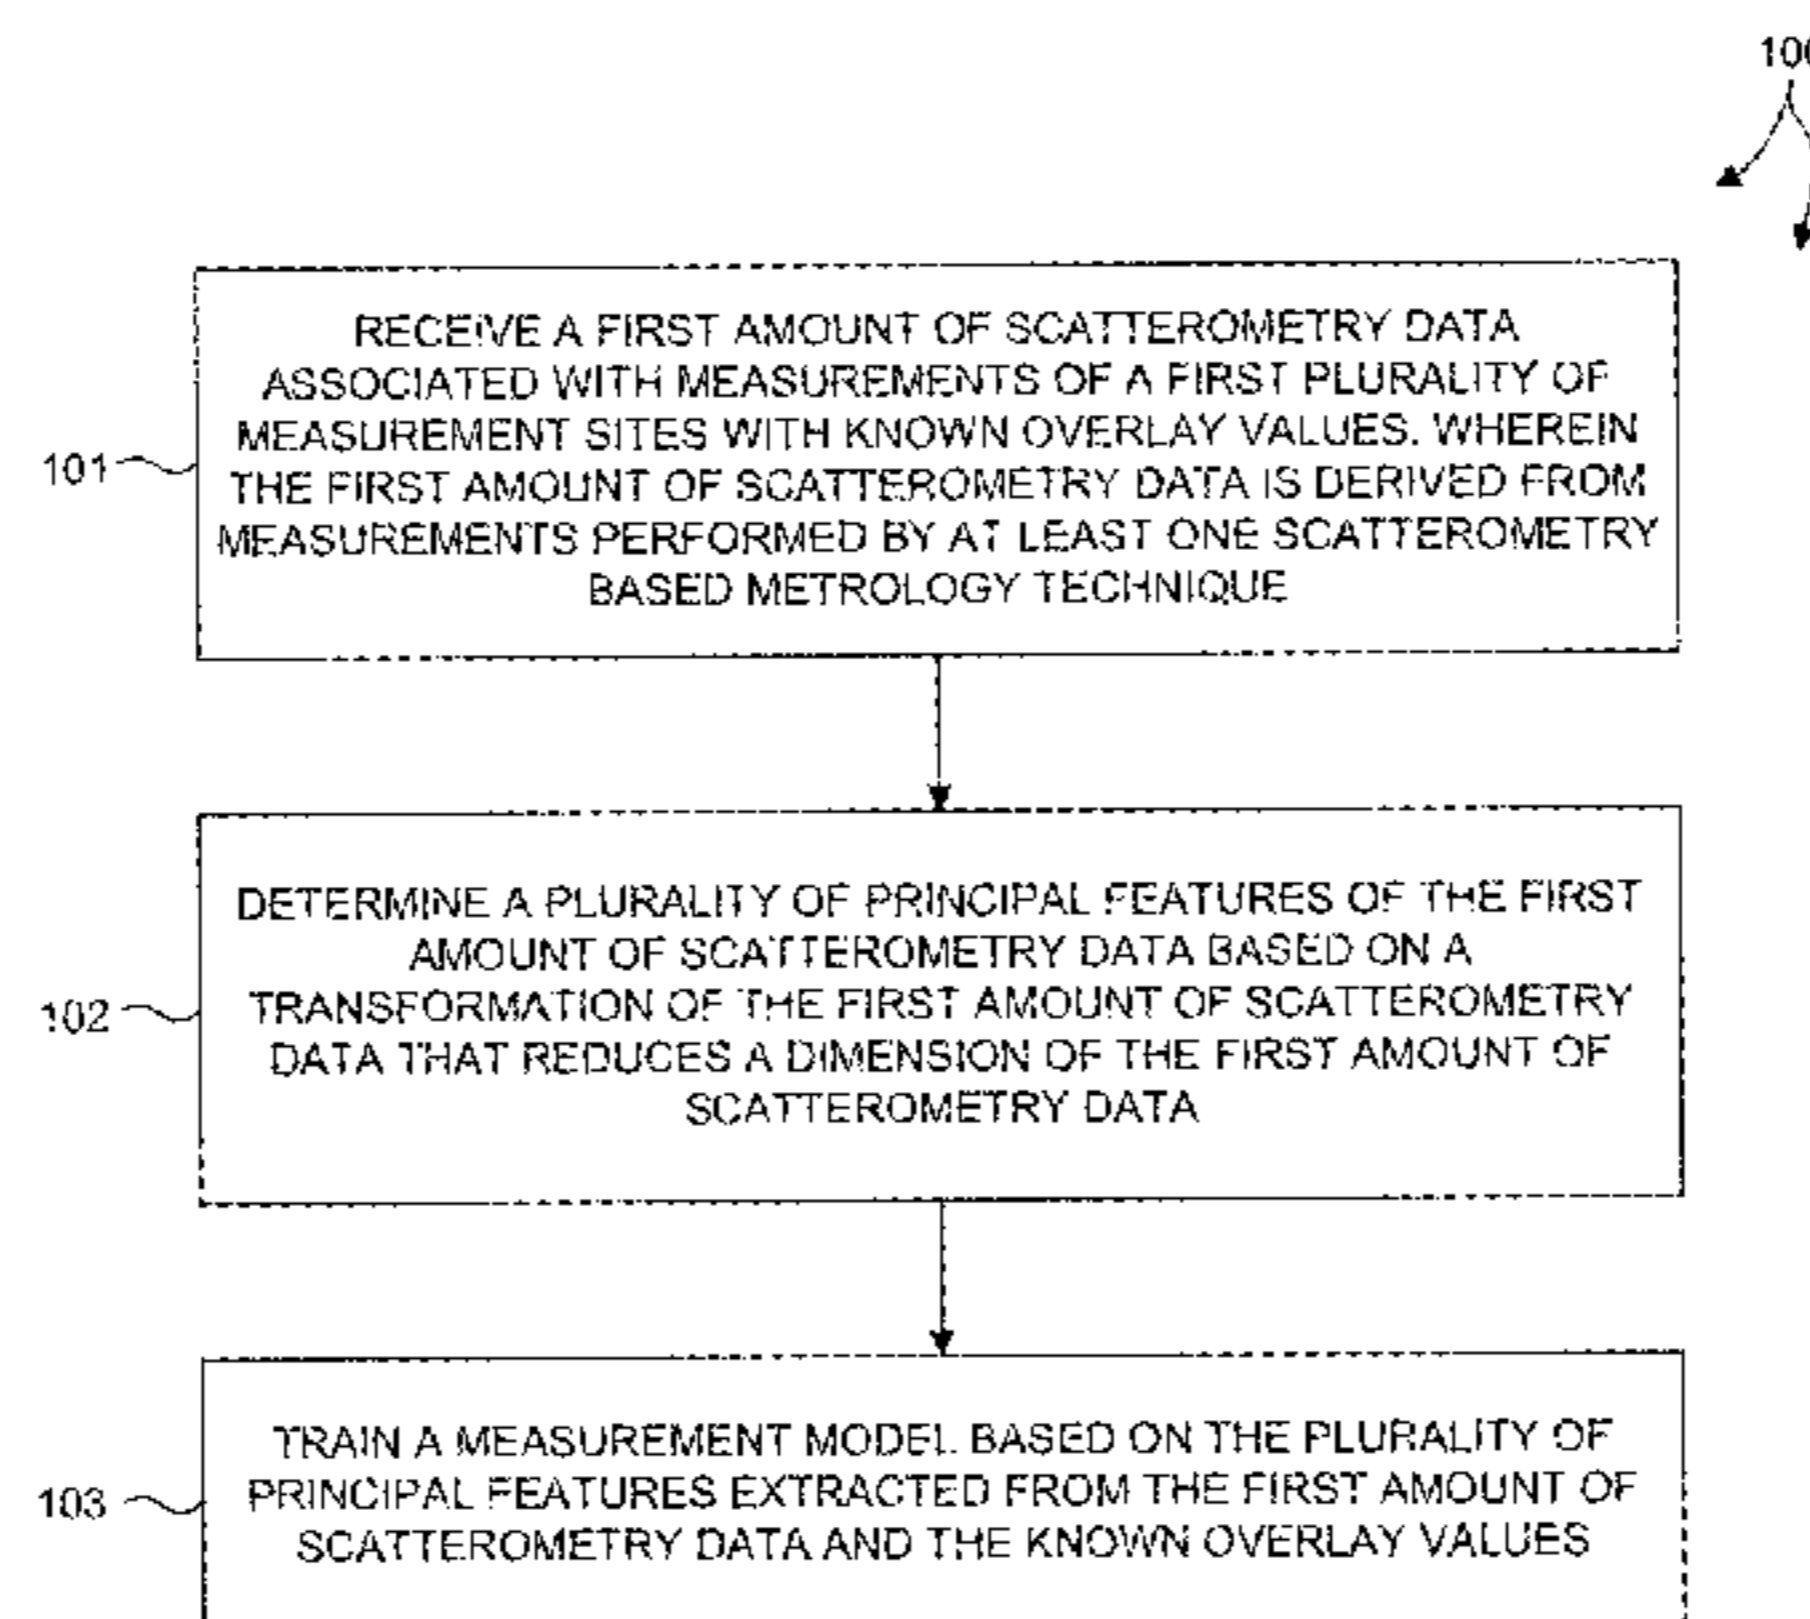 100
RECEIVE A FIRST AMOUNT OF SCATTEROMETRY DATA
ASSOCIATED WITH MEASUREMENTS OF A FIRST PLURALITY OF
MEASUREMENT SITES WITH KNOWN OVERLAY VALUES. WHEREIN
101
THE FIRST AMOUNT OF SCATTEROMETRY DATA IS DERIVED FROM
MEASUREMENTS PERFORMED BY AT LEAST ONE SCATTEROMETRY
BASED METROLOGY TECHNIQUE
DETERMINE A PLURALITY OF PRINCIPAL FEATURES OF THE FIRST
AMOUNT OF SCATTEROMETRY DATA BASED ON A
102
TRANSFORMATION OF THE FIRST AMOUNT OF SCATTEROMETRY
DATA THAT REDUCES A DIMENSION OF THE FIRST AMOUNT OF
SCATTEROMETRY DATA
TRAIN A MEASUREMENT MODEL BASED ON THE PLURALITY OF
103
PRINCIPAL FEATURES EXTRACTED FROM THE FIRST AMOUNT OF
SCATTEROMETRY DATA AND THE KNOWN OVERLAY VALUES